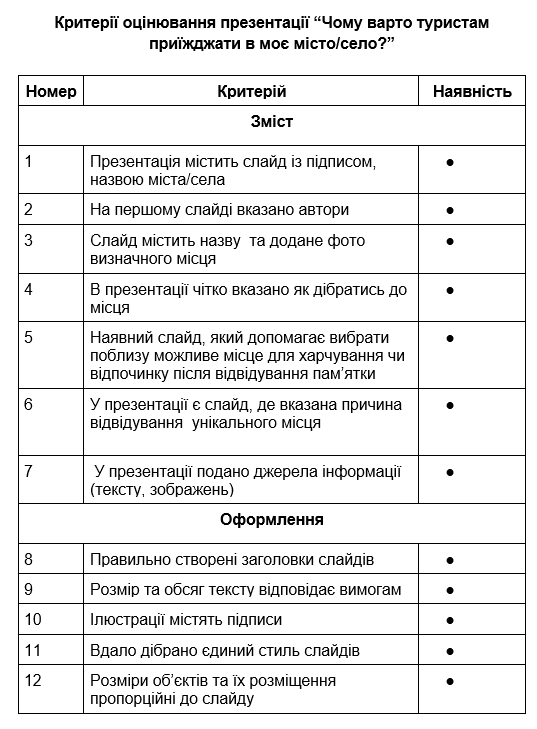 Критерії оцінювання презентації “Чому варто туристам
приїжджати в моє місто/село?”
Номер Критерій Наявність
Зміст
1 Презентація містить слайд із підписом, ●
назвою міста/села
2 На першому слайді вказано автори ●
3 Слайд містить назву та додане фото ●
визначного місця
4 В презентації чітко вказано як дібратись до ●
місця
5 Наявний слайд, який допомагає вибрати ●
поблизу можливе місце для харчування чи
відпочинку після відвідування пам’ятки
6 У презентації є слайд, де вказана причина ●
відвідування унікального місця
7 У презентації подано джерела інформації ●
(тексту, зображень)
Оформлення
8 Правильно створені заголовки слайдів ●
9 Розмір та обсяг тексту відповідає вимогам ●
10 Ілюстрації містять підписи ●
11 Вдало дібрано єдиний стиль слайдів ●
12 Розміри об’єктів та їх розміщення ●
пропорційні до слайду